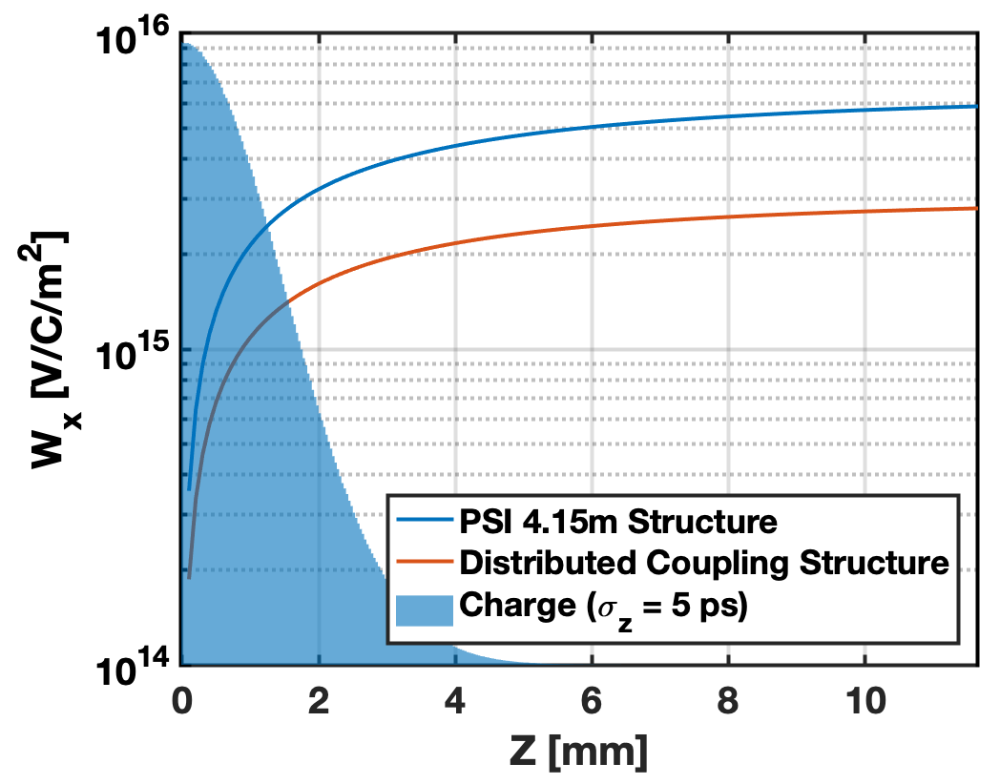 10^16
10^15
10^14
W_x [V/C/m^2]
PSI 4.15m Structure
Distributed Coupling Structure
Charge (σ_z = 5 ps)
0 2 4 6 8 10
Z [mm]